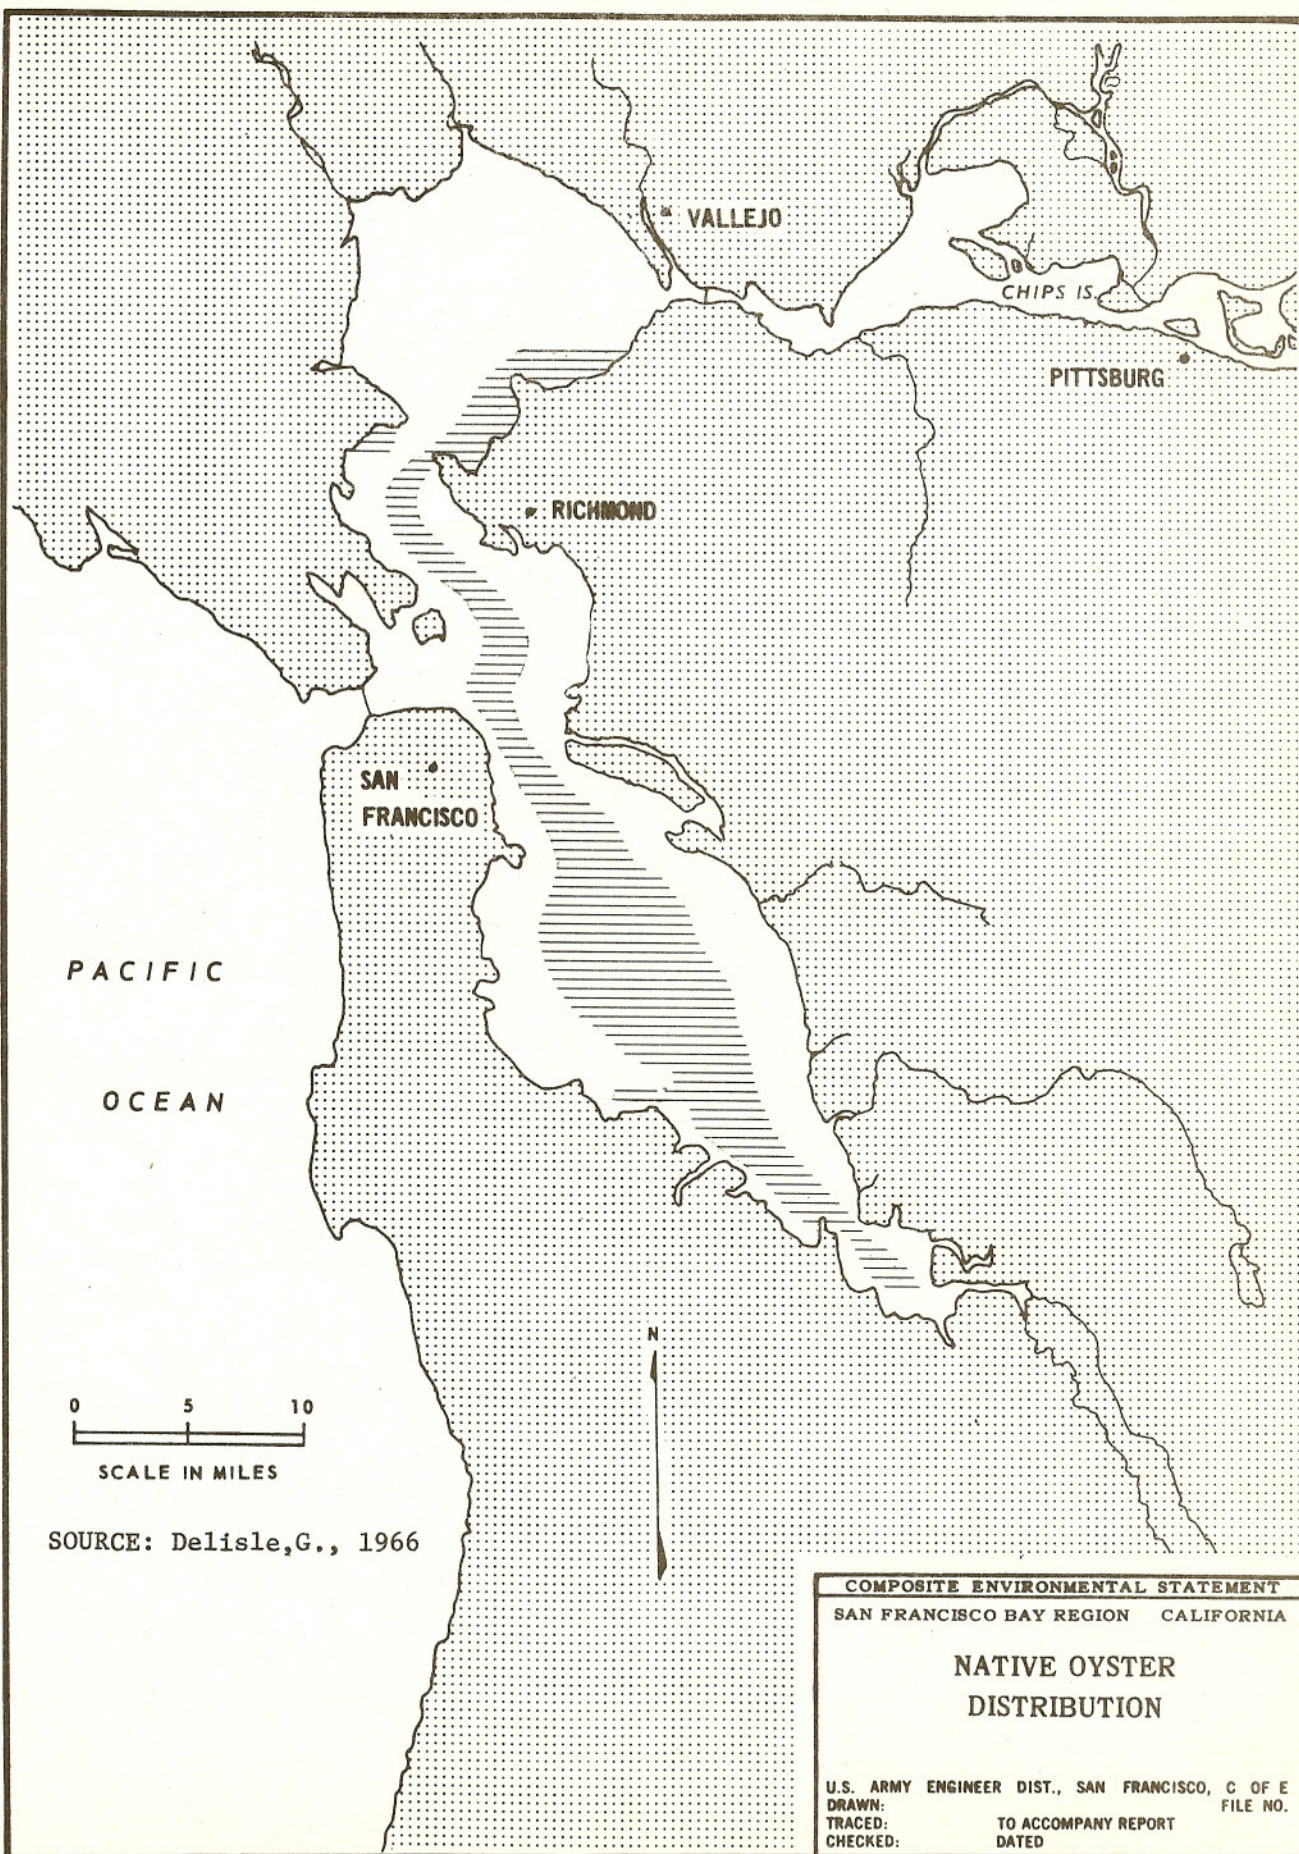 VALLEJO
CHIPS IS.
PITTSBURG
RICHMOND
SAN
FRANCISCO
PACIFIC
OCEAN
N
0 5 10
SCALE IN MILES
SOURCE: Delisle,G., 1966
COMPOSITE ENVIRONMENTAL STATEMENT
SAN FRANCISCO BAY REGION CALIFORNIA
NATIVE OYSTER
DISTRIBUTION
U.S. ARMY ENGINEER DIST., SAN FRANCISCO, C OF E
DRAWN: FILE NO.
TRACED: TO ACCOMPANY REPORT
CHECKED: DATED